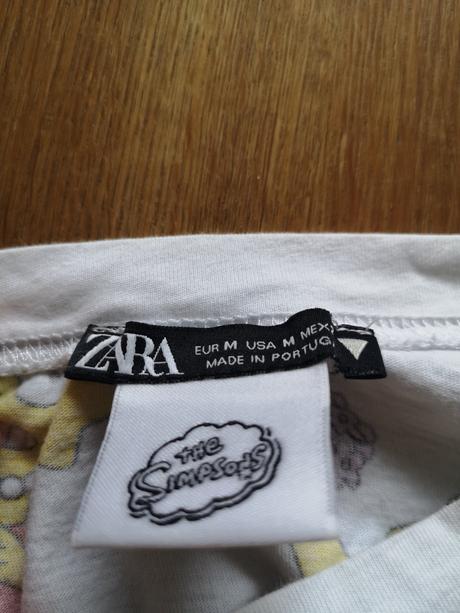 ZARA
EUR M USA M MEX
MADE IN PORTUG
THE
SIMPSONS